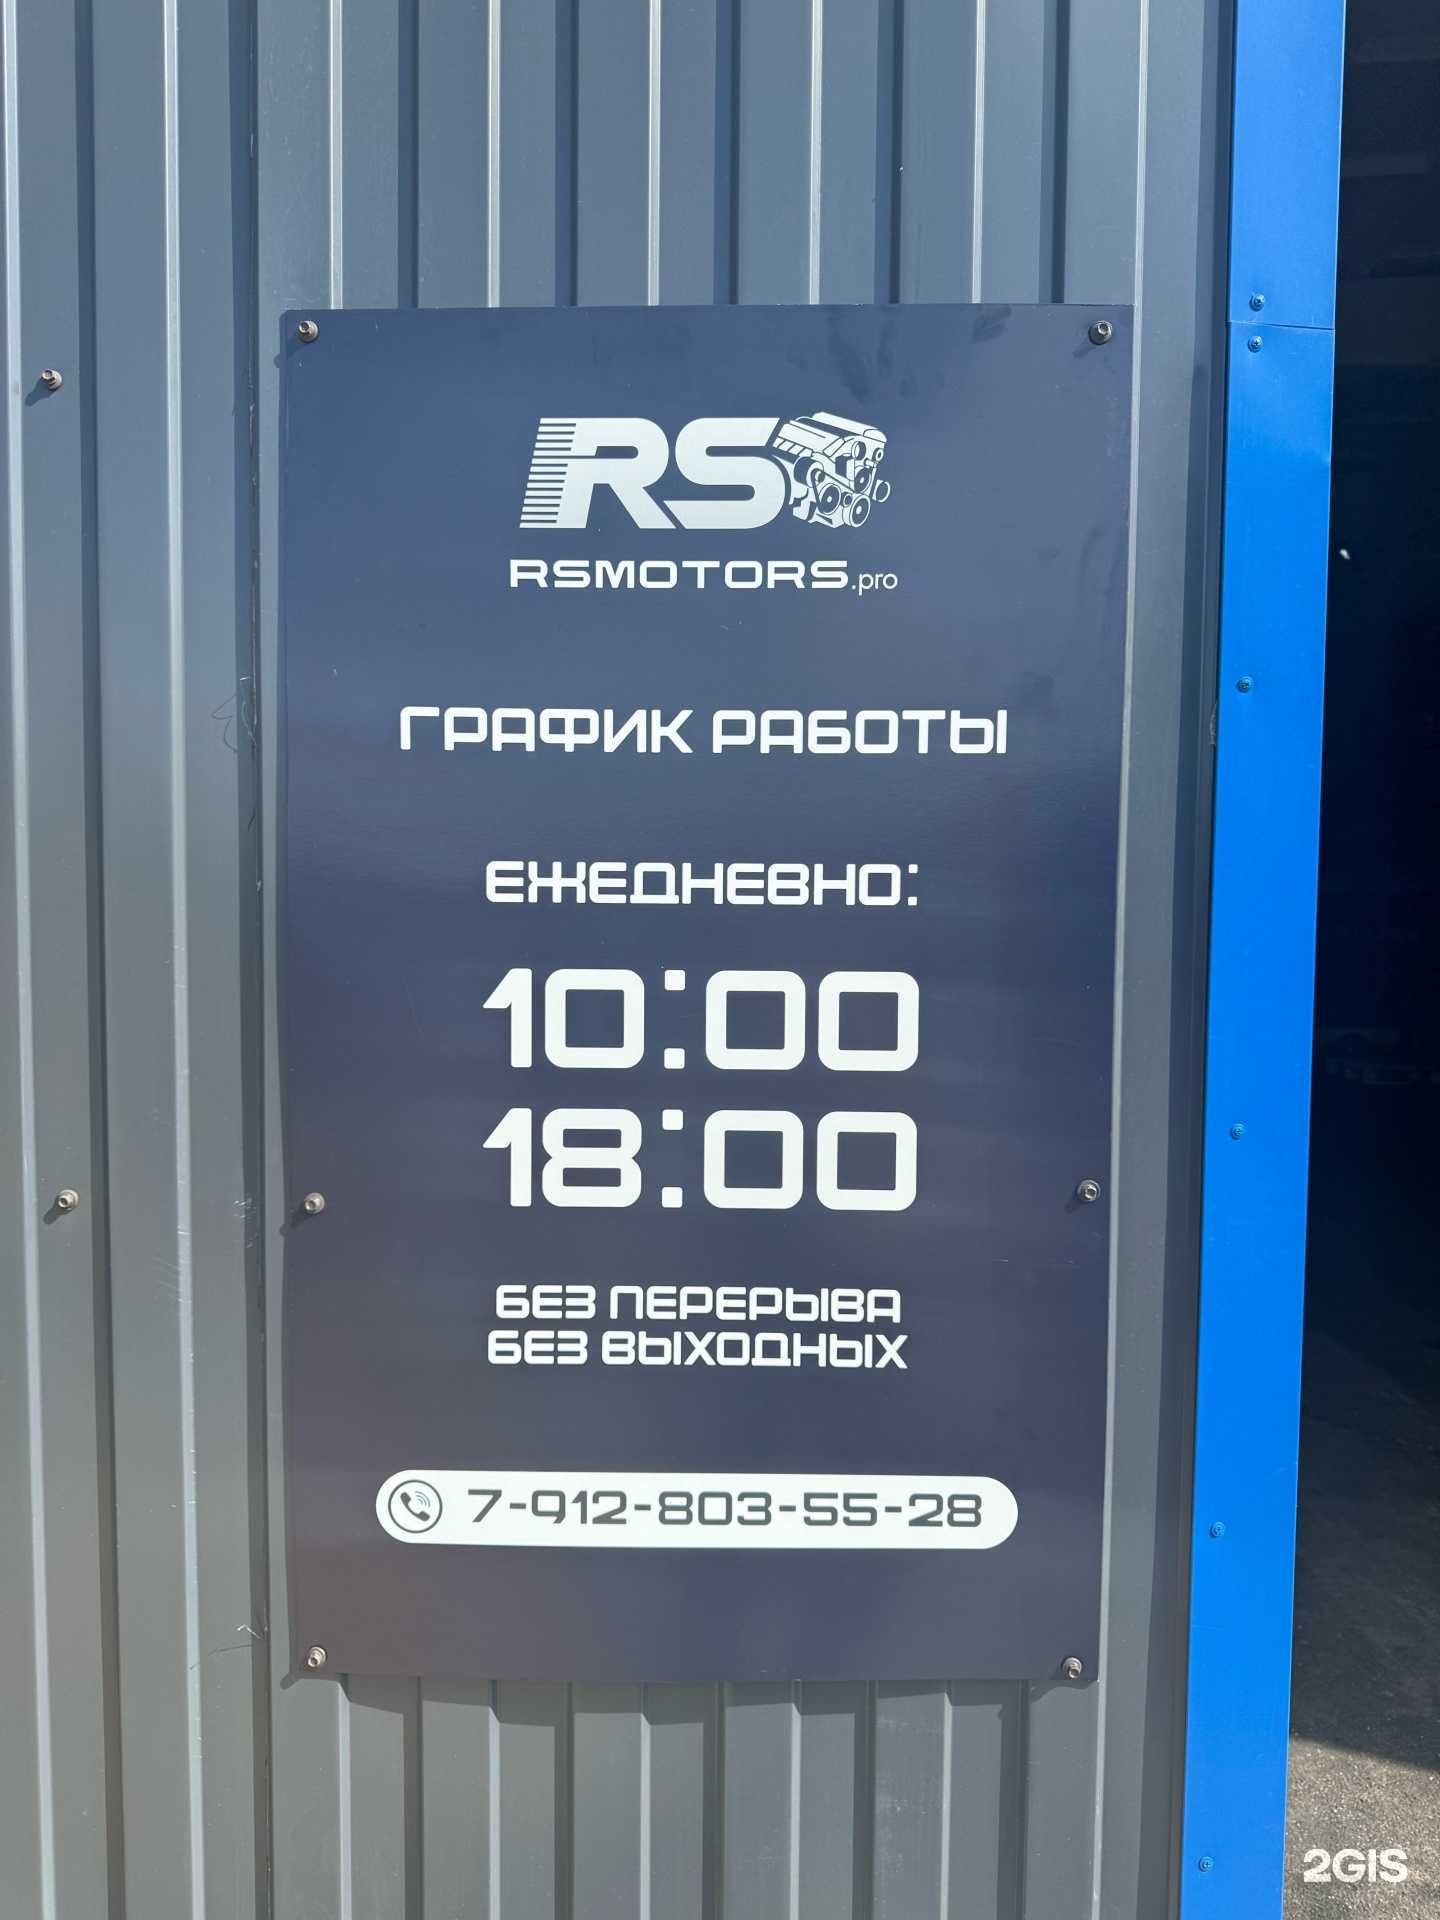 RS
RSMOTORS.pro
ГРАФИК РАБОТЫ
ЕЖЕДНЕВНО:
10:00
18:00
БЕЗ ПЕРЕРЫВА
БЕЗ ВЫХОДНЫХ
7-912-803-55-28
2GIS